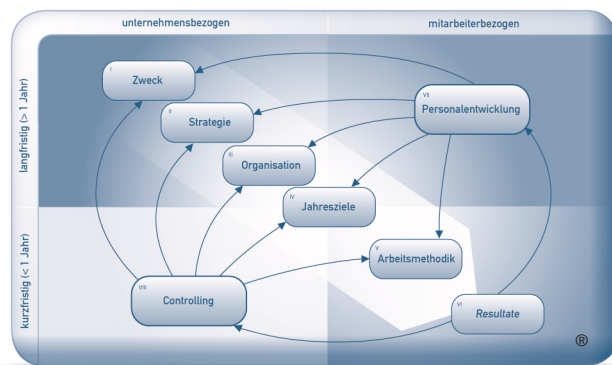 unternehmensbezogen
mitarbeiterbezogen
langfristig (> 1 Jahr)
I
Zweck
VII
Personalentwicklung
II
Strategie
III
Organisation
IV
Jahresziele
kurzfristig (< 1 Jahr)
V
Arbeitsmethodik
VIII
Controlling
VI
Resultate
®